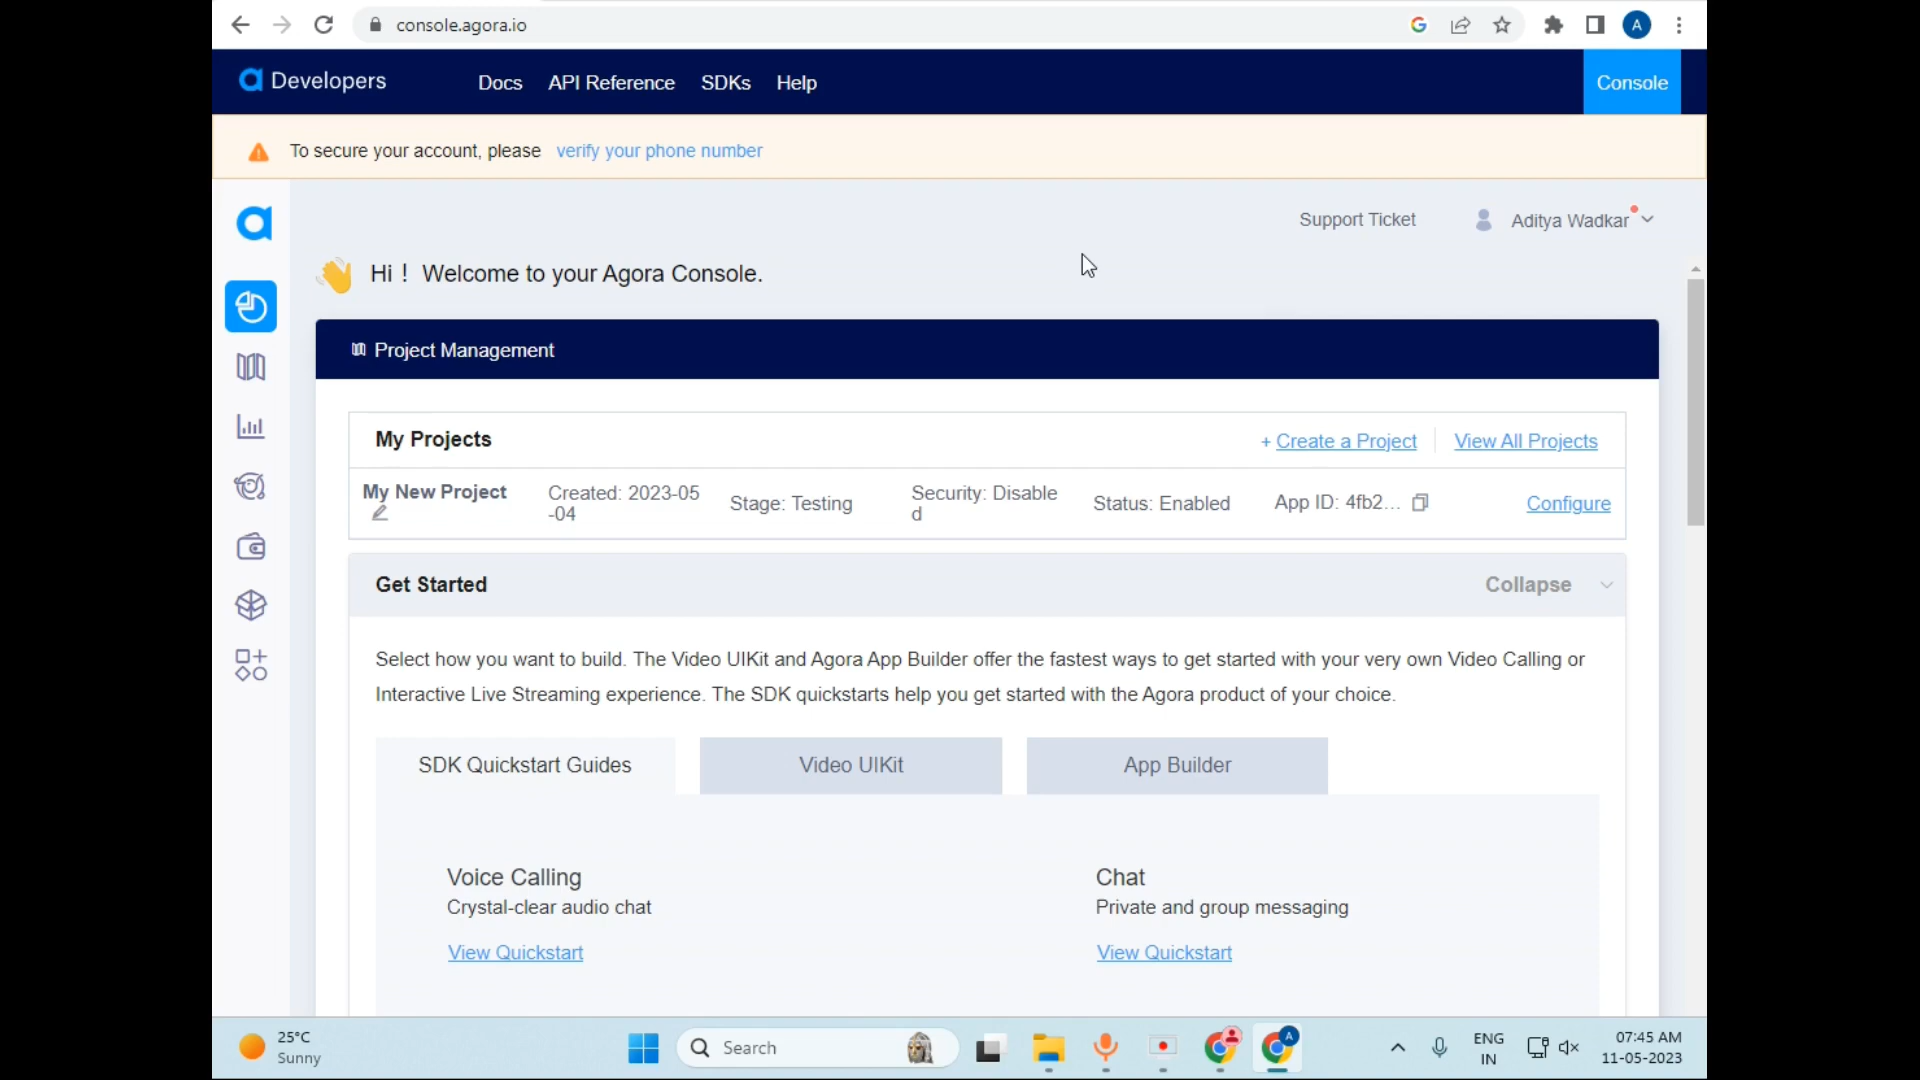 console.agora.io
A
Developers
Docs
API Reference
SDKs
Help
Console
To secure your account, please verify your phone number
Support Ticket
Aditya Wadkar
Hi！ Welcome to your Agora Console.
Project Management
My Projects
+ Create a Project
View All Projects
My New Project
Created: 2023-05
-04
Stage: Testing
Security: Disable
d
Status: Enabled
App ID: 4fb2...
Configure
Get Started
Collapse
Select how you want to build. The Video UIKit and Agora App Builder offer the fastest ways to get started with your very own Video Calling or
Interactive Live Streaming experience. The SDK quickstarts help you get started with the Agora product of your choice.
SDK Quickstart Guides
Video UIKit
App Builder
Voice Calling
Crystal-clear audio chat
View Quickstart
Chat
Private and group messaging
View Quickstart
25°C
Sunny
Search
A
ENG
IN
07:45 AM
11-05-2023